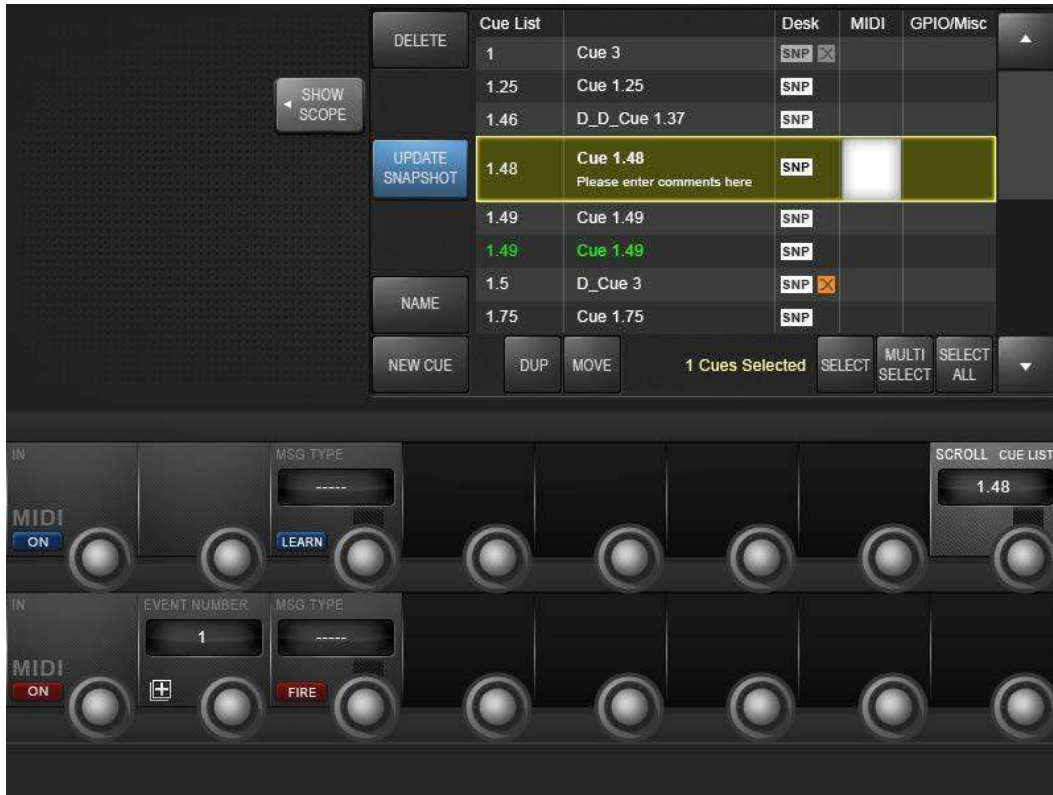 DELETE
Cue List Desk MIDI GPIO/Misc
1 Cue 3 SNP
SHOW
SCOPE
1.25 Cue 1.25 SNP
1.46 D_D_Cue 1.37 SNP
UPDATE
SNAPSHOT
1.48 Cue 1.48 SNP
Please enter comments here
1.49 Cue 1.49 SNP
1.49 Cue 1.49 SNP
NAME
1.5 D_Cue 3 SNP
1.75 Cue 1.75 SNP
NEW CUE DUP MOVE 1 Cues Selected SELECT
MULTI
SELECT
SELECT
ALL
IN MSG TYPE SCROLL CUE LIST
----- 1.48
MIDI
ON LEARN
IN EVENT NUMBER MSG TYPE
1 -----
MIDI
ON FIRE